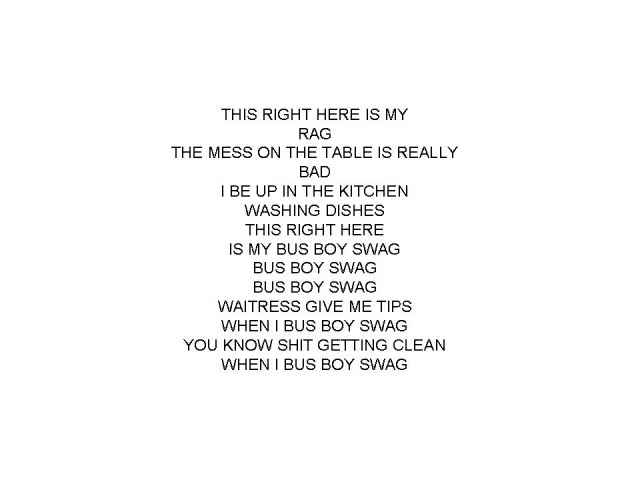 THIS RIGHT HERE IS MY
RAG
THE MESS ON THE TABLE IS REALLY
BAD
I BE UP IN THE KITCHEN
WASHING DISHES
THIS RIGHT HERE
IS MY BUS BOY SWAG
BUS BOY SWAG
BUS BOY SWAG
WAITRESS GIVE ME TIPS
WHEN I BUS BOY SWAG
YOU KNOW SHIT GETTING CLEAN
WHEN I BUS BOY SWAG